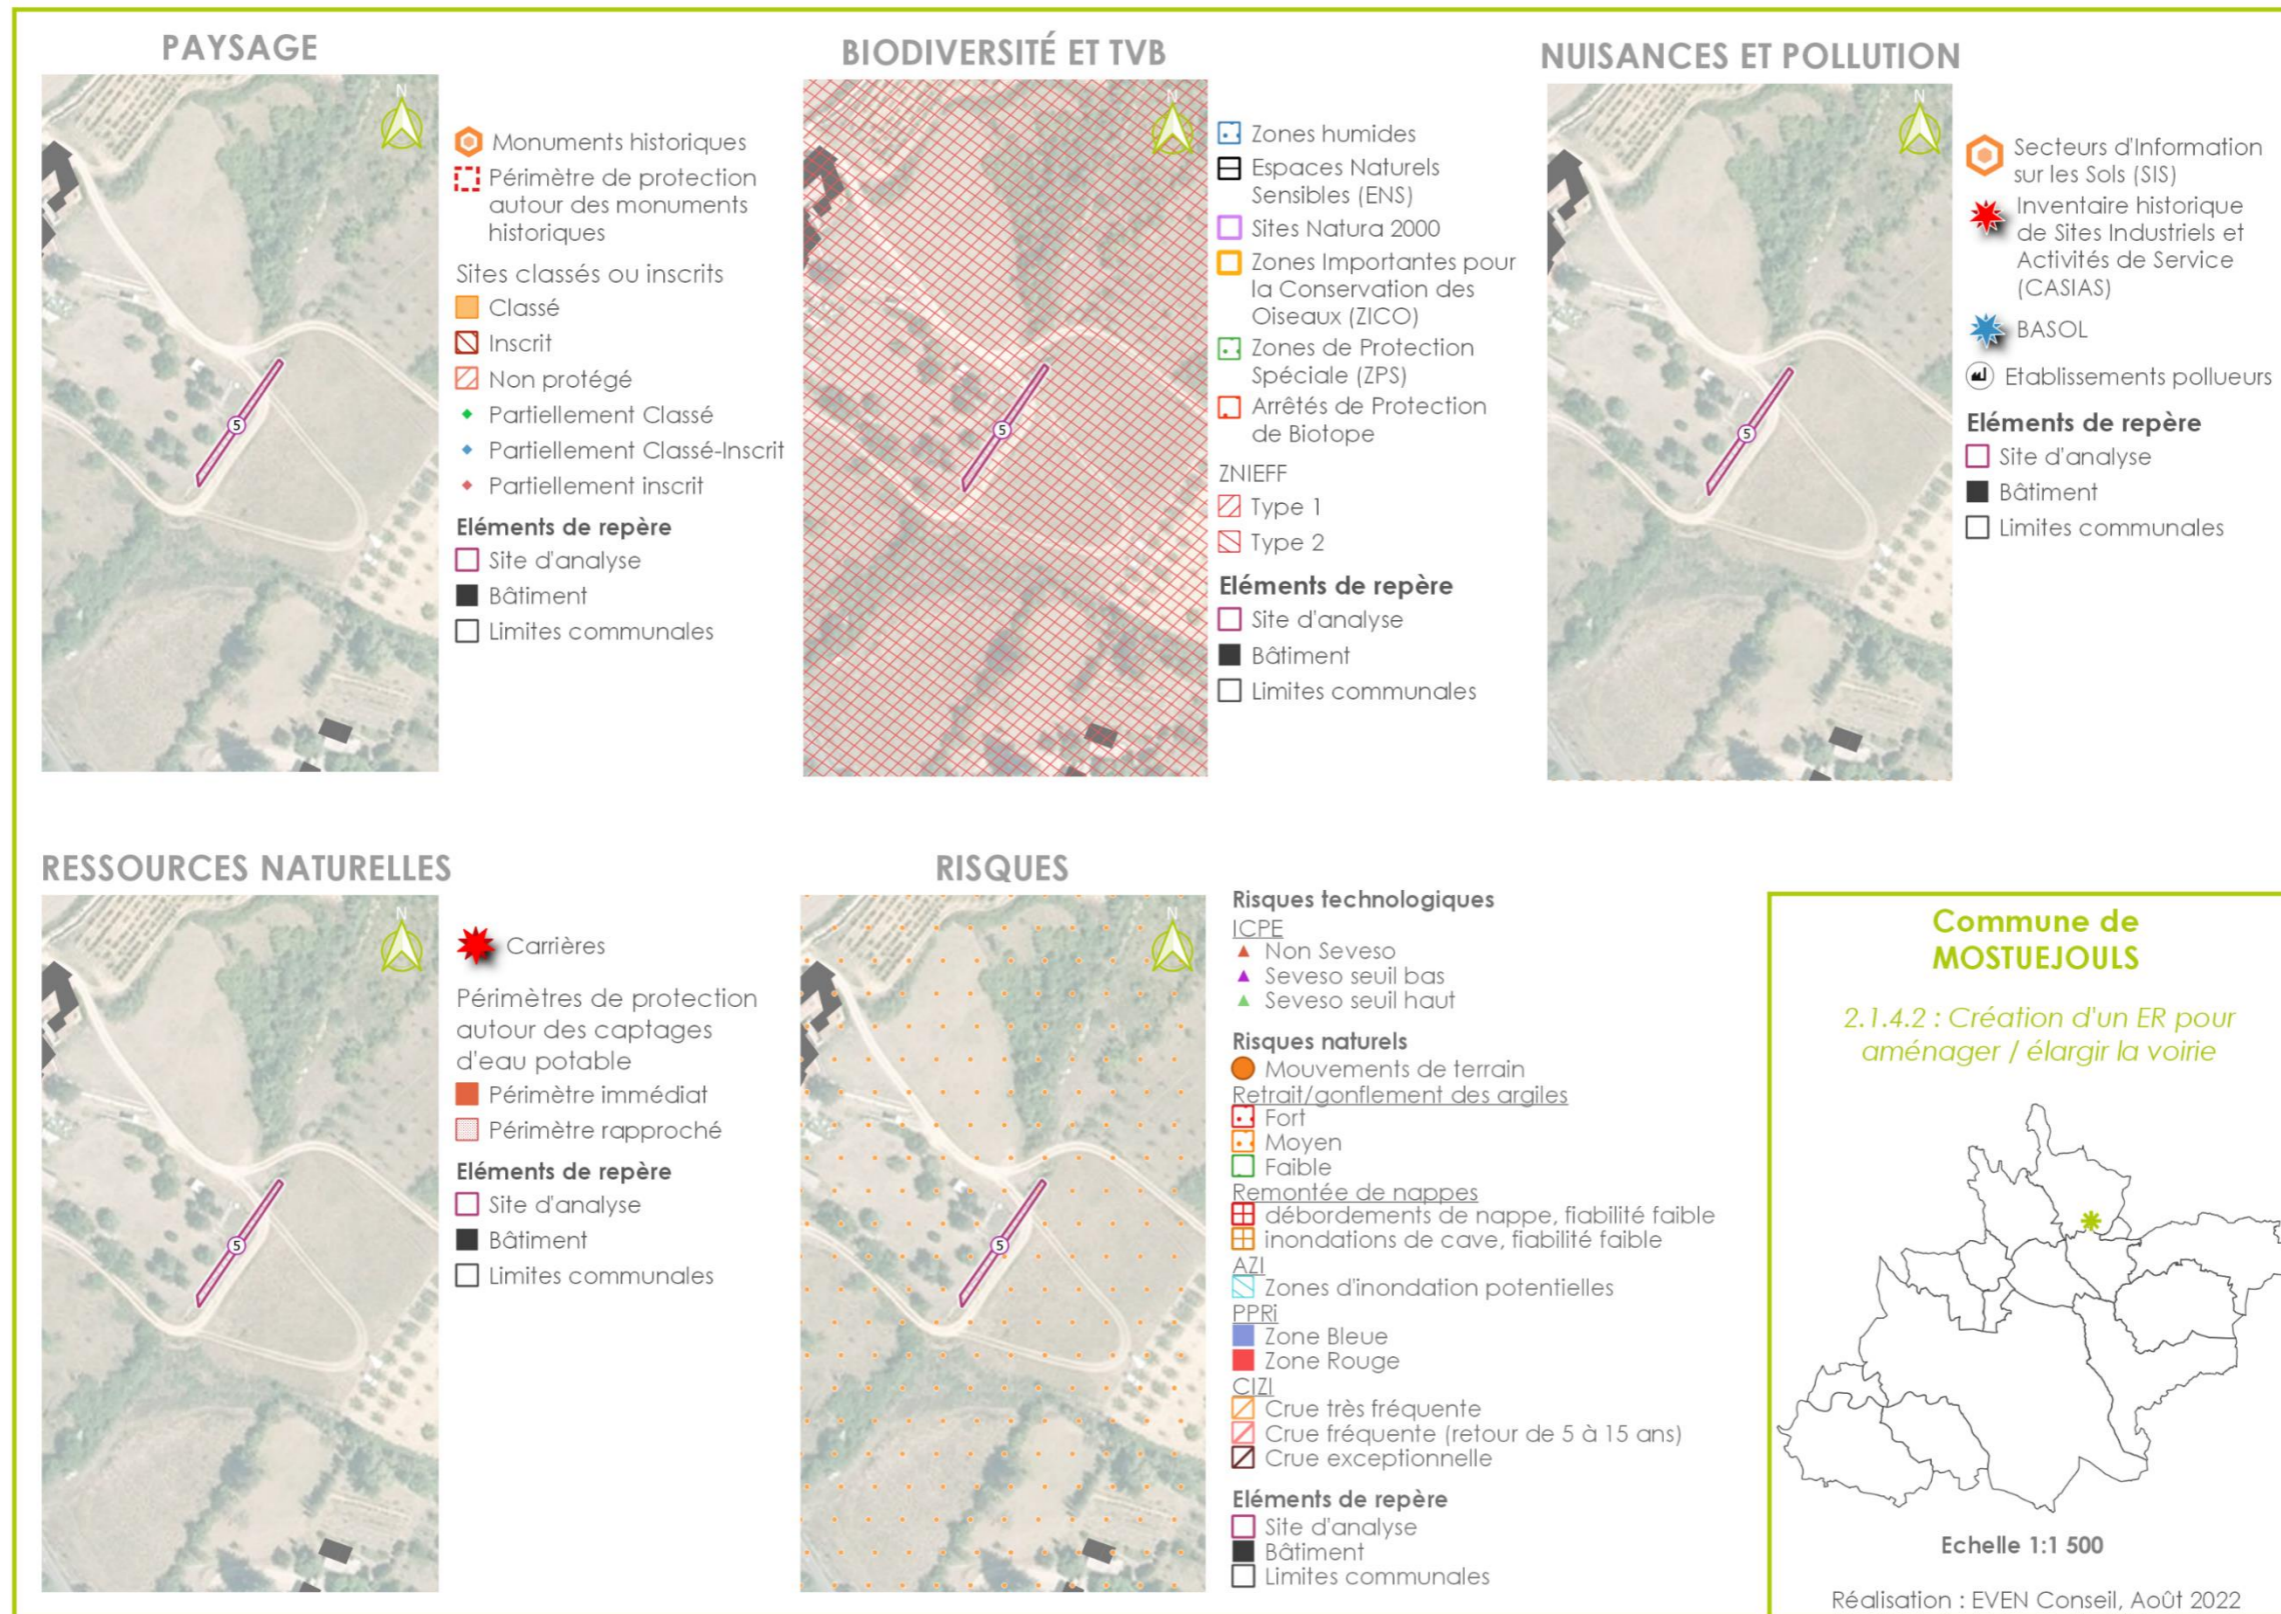 PAYSAGE
N
5
Monuments historiques
Périmètre de protection
autour des monuments
historiques
Sites classés ou inscrits
Classé
Inscrit
Non protégé
Partiellement Classé
Partiellement Classé-Inscrit
Partiellement inscrit
Eléments de repère
Site d'analyse
Bâtiment
Limites communales
BIODIVERSITÉ ET TVB
N
5
Zones humides
Espaces Naturels
Sensibles (ENS)
Sites Natura 2000
Zones Importantes pour
la Conservation des
Oiseaux (ZICO)
Zones de Protection
Spéciale (ZPS)
Arrêtés de Protection
de Biotope
ZNIEFF
Type 1
Type 2
Eléments de repère
Site d'analyse
Bâtiment
Limites communales
NUISANCES ET POLLUTION
N
5
Secteurs d'Information
sur les Sols (SIS)
Inventaire historique
de Sites Industriels et
Activités de Service
(CASIAS)
BASOL
Etablissements pollueurs
Eléments de repère
Site d'analyse
Bâtiment
Limites communales
RESSOURCES NATURELLES
N
5
Carrières
Périmètres de protection
autour des captages
d'eau potable
Périmètre immédiat
Périmètre rapproché
Eléments de repère
Site d'analyse
Bâtiment
Limites communales
RISQUES
N
5
Risques technologiques
ICPE
Non Seveso
Seveso seuil bas
Seveso seuil haut
Risques naturels
Mouvements de terrain
Retrait/gonflement des argiles
Fort
Moyen
Faible
Remontée de nappes
débordements de nappe, fiabilité faible
inondations de cave, fiabilité faible
AZI
Zones d'inondation potentielles
PPRi
Zone Bleue
Zone Rouge
CIZI
Crue très fréquente
Crue fréquente (retour de 5 à 15 ans)
Crue exceptionnelle
Eléments de repère
Site d'analyse
Bâtiment
Limites communales
Commune de
MOSTUEJOULS
2.1.4.2 : Création d'un ER pour
aménager / élargir la voirie
Echelle 1:1 500
Réalisation : EVEN Conseil, Août 2022